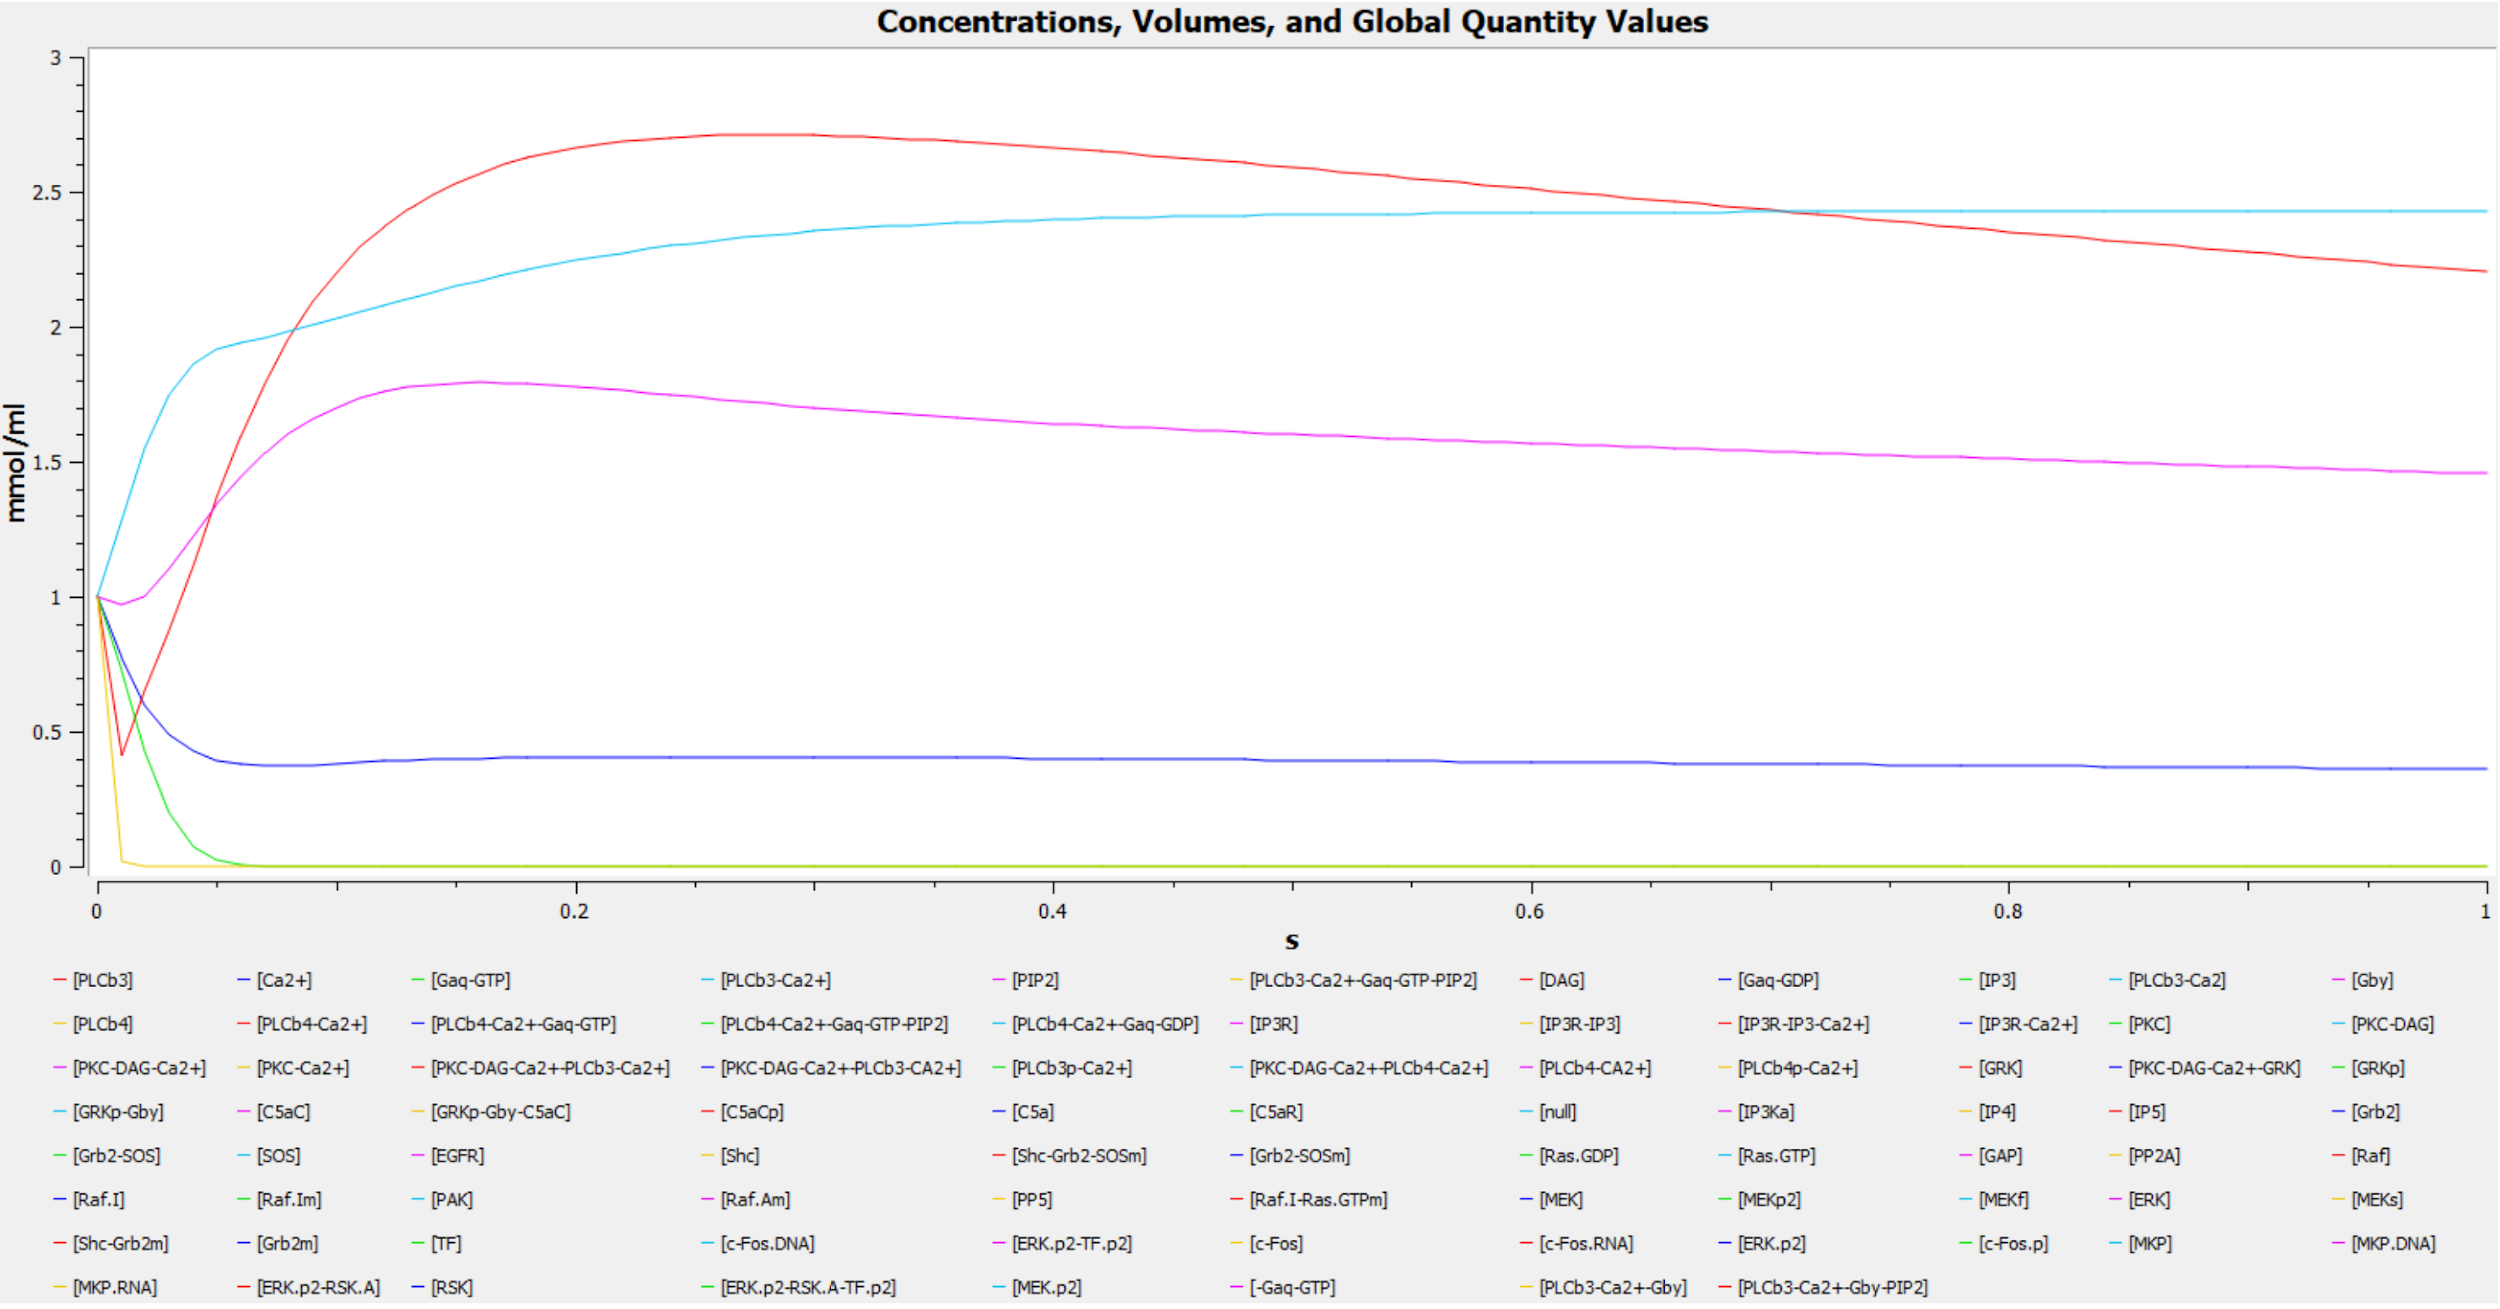 Concentrations, Volumes, and Global Quantity Values
3
2.5
2
1.5
1
0.5
0
mmol/ml
0 0.2 0.4 0.6 0.8 1
s
[PLCb3] [Ca2+] [Gaq-GTP] [PLCb3-Ca2+] [PIP2] [PLCb3-Ca2+-Gaq-GTP-PIP2] [DAG] [Gaq-GDP] [IP3] [PLCb3-Ca2] [Gby]
[PLCb4] [PLCb4-Ca2+] [PLCb4-Ca2+-Gaq-GTP] [PLCb4-Ca2+-Gaq-GTP-PIP2] [PLCb4-Ca2+-Gaq-GDP] [IP3R] [IP3R-IP3] [IP3R-IP3-Ca2+] [IP3R-Ca2+] [PKC] [PKC-DAG]
[PKC-DAG-Ca2+] [PKC-Ca2+] [PKC-DAG-Ca2+-PLCb3-Ca2+] [PKC-DAG-Ca2+-PLCb3-CA2+] [PLCb3p-Ca2+] [PKC-DAG-Ca2+-PLCb4-Ca2+] [PLCb4-CA2+] [PLCb4p-Ca2+] [GRK] [PKC-DAG-Ca2+-GRK] [GRKp]
[GRKp-Gby] [C5aC] [GRKp-Gby-C5aC] [C5aCp] [C5a] [C5aR] [null] [IP3Ka] [IP4] [IP5] [Grb2]
[Grb2-SOS] [SOS] [EGFR] [Shc] [Shc-Grb2-SOSm] [Grb2-SOSm] [Ras.GDP] [Ras.GTP] [GAP] [PP2A] [Raf]
[Raf.I] [Raf.Im] [PAK] [Raf.Am] [PP5] [Raf.I-Ras.GTPm] [MEK] [MEKp2] [MEKf] [ERK] [MEKs]
[Shc-Grb2m] [Grb2m] [TF] [c-Fos.DNA] [ERK.p2-TF.p2] [c-Fos] [c-Fos.RNA] [ERK.p2] [c-Fos.p] [MKP] [MKP.DNA]
[MKP.RNA] [ERK.p2-RSK.A] [RSK] [ERK.p2-RSK.A-TF.p2] [MEK.p2] [-Gaq-GTP] [PLCb3-Ca2+-Gby] [PLCb3-Ca2+-Gby-PIP2]